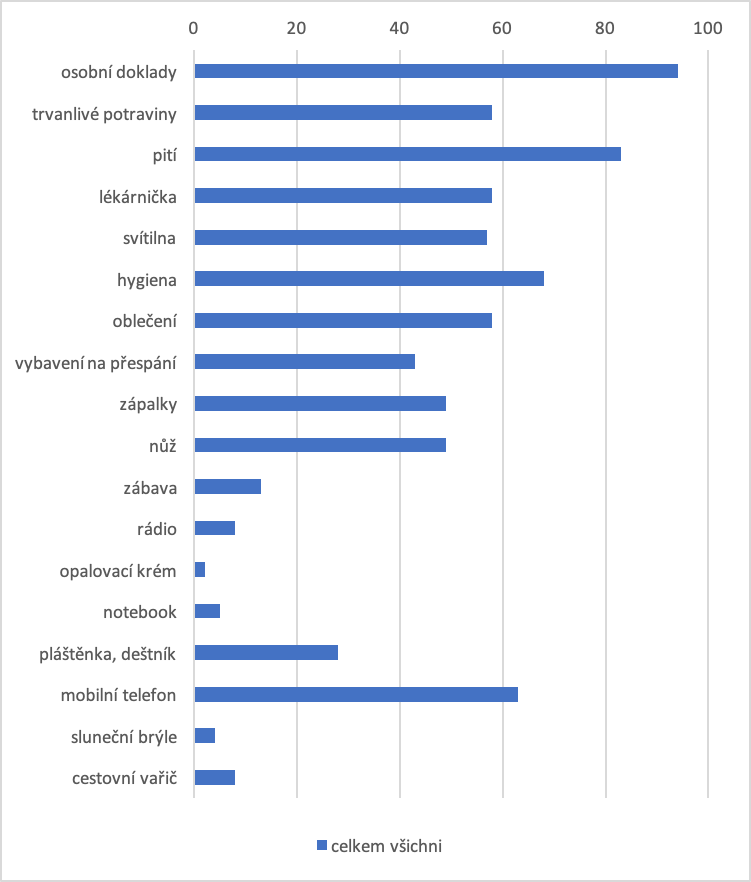 0 20 40 60 80 100
osobní doklady
trvanlivé potraviny
pití
lékárnička
svítilna
hygiena
oblečení
vybavení na přespání
zápalky
nůž
zábava
rádio
opalovací krém
notebook
pláštěnka, deštník
mobilní telefon
sluneční brýle
cestovní vařič
celkem všichni